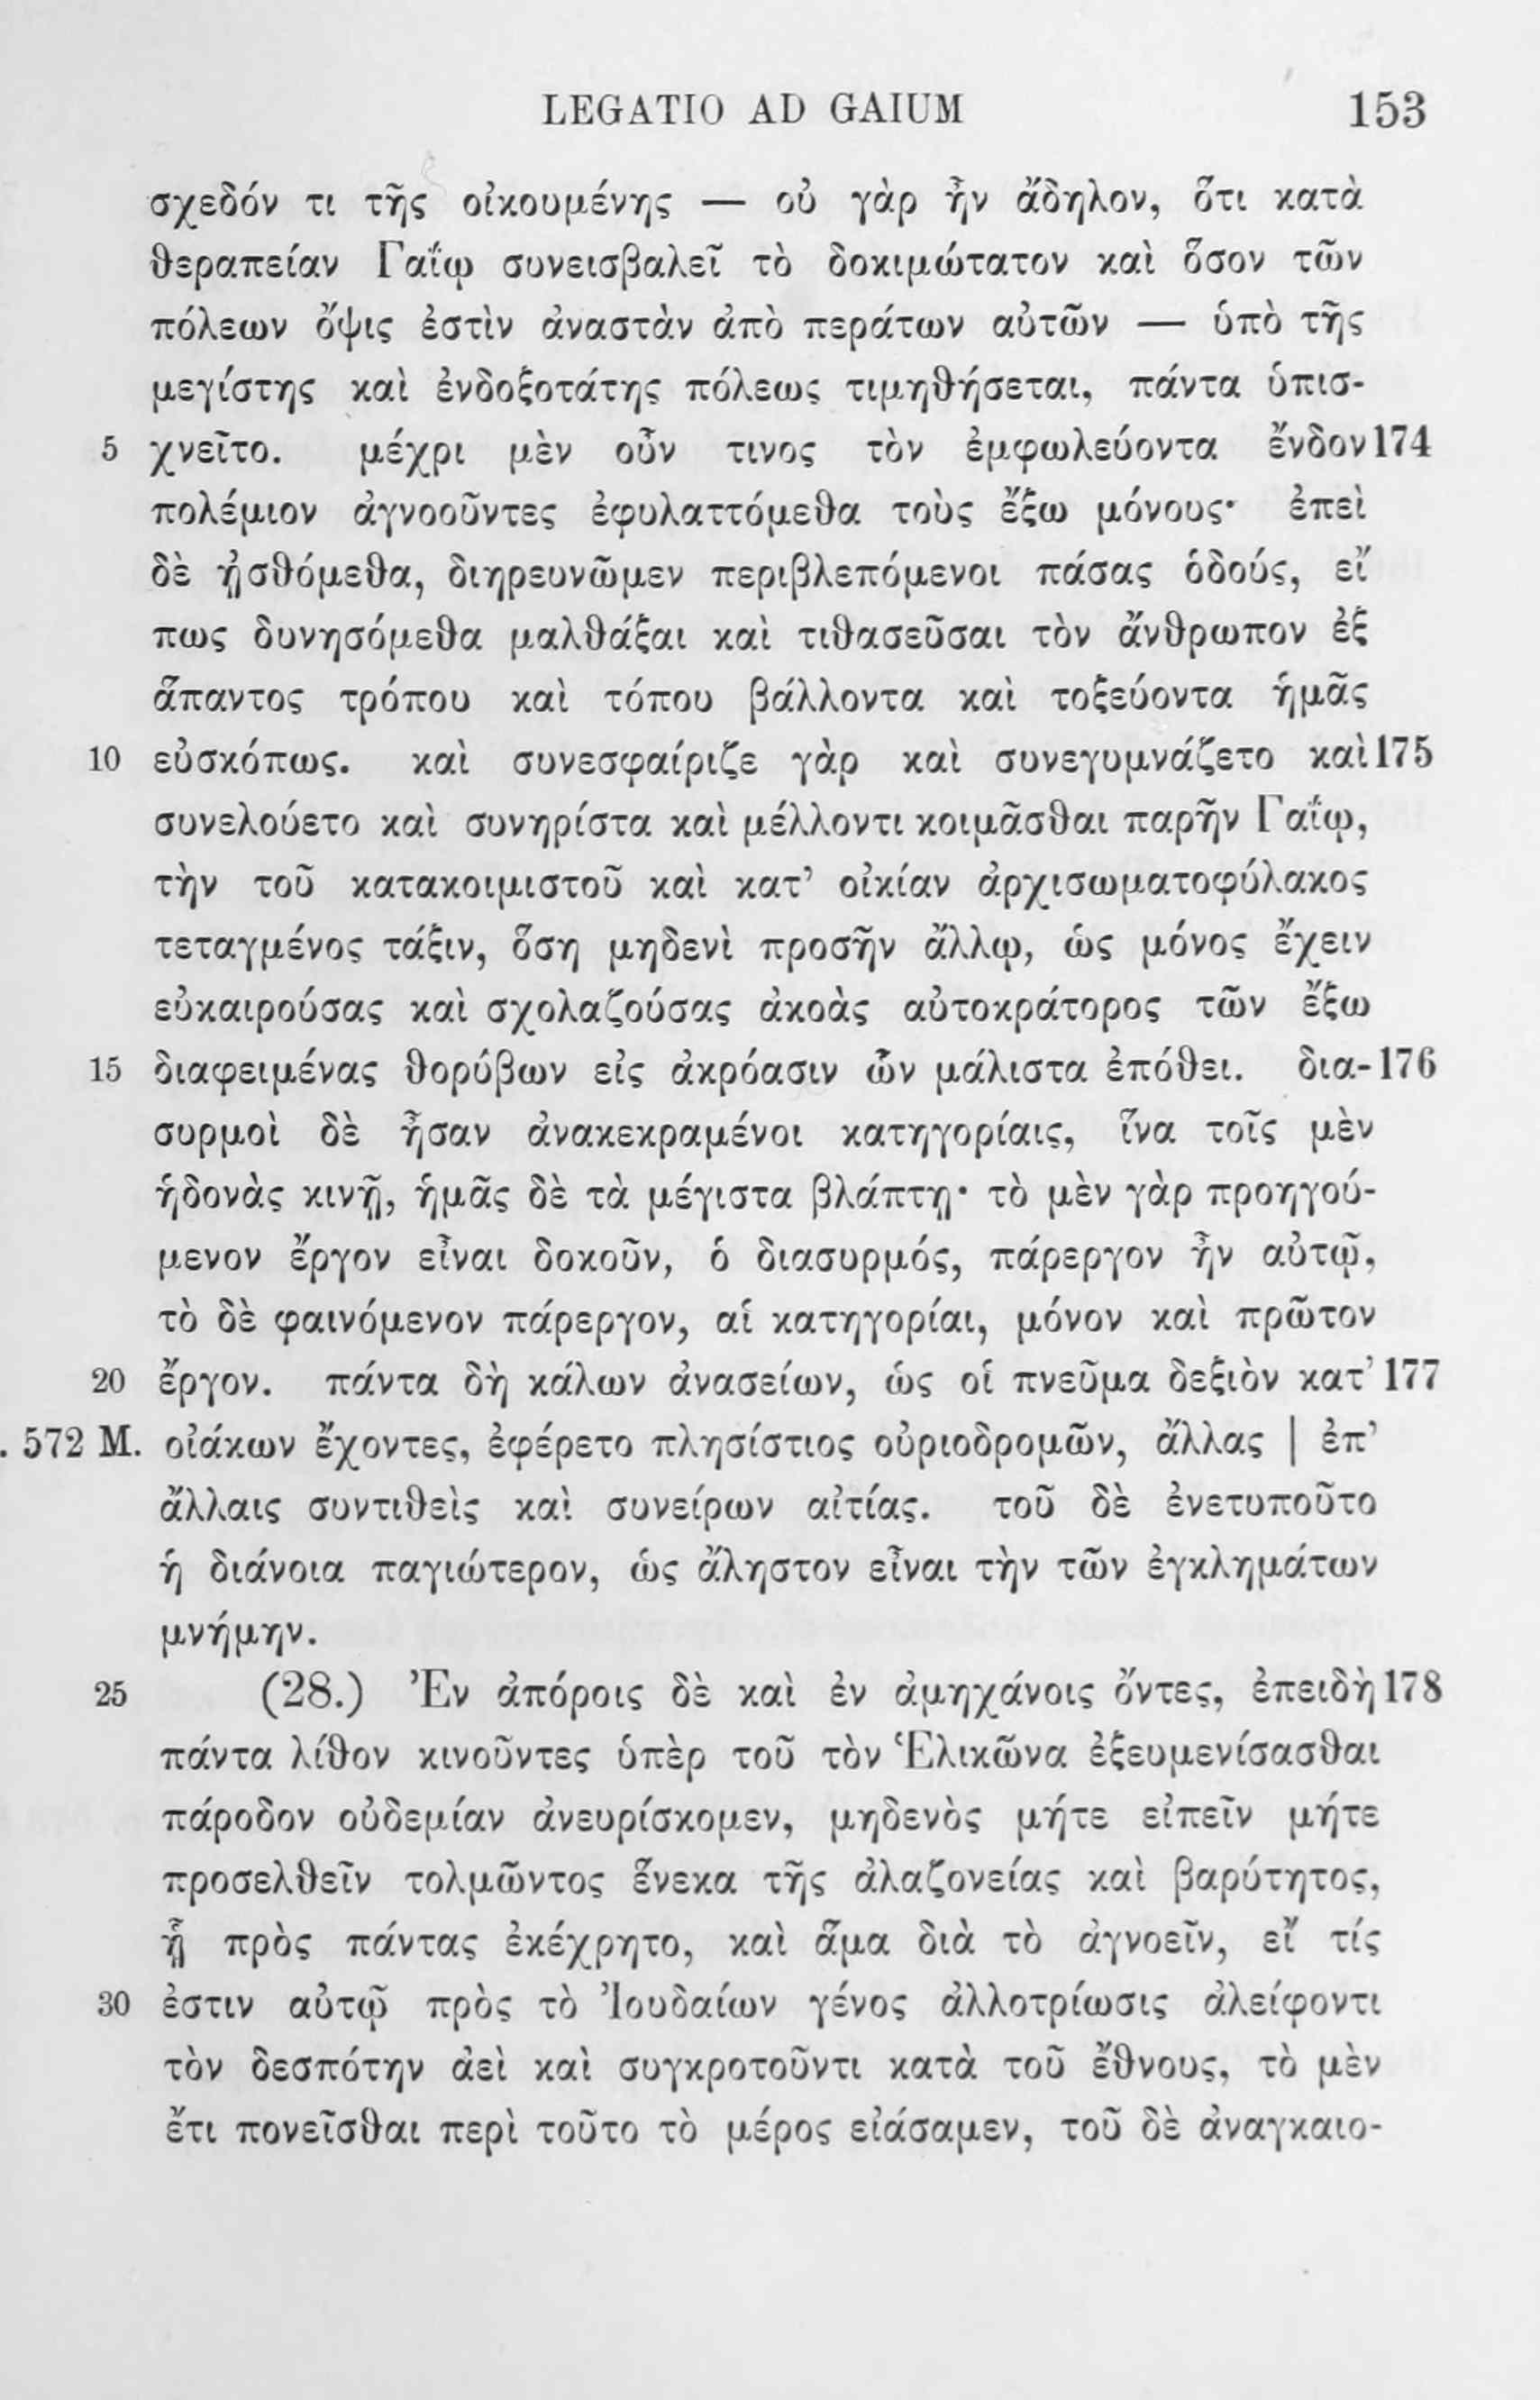 LEGATIO AD GAIUM 153
σχεδόν τι τῆς οἰκουμένης — οὐ γὰρ ἦν ἄδηλον, ὅτι κατὰ
θεραπείαν Γαΐῳ συνεισβαλεῖ τὸ δοκιμώτατον καὶ ὅσον τῶν
πόλεων ὄψις ἐστὶν ἀναστὰν ἀπὸ περάτων αὐτῶν — ὑπὸ τῆς
μεγίστης καὶ ἐνδοξοτάτης πόλεως τιμηθήσεται, πάντα ὑπισ-
5 χνεῖτο. μέχρι μὲν οὖν τινος τὸν ἐμφωλεύοντα ἔνδον 174
πολέμιον ἀγνοοῦντες ἐφυλαττόμεθα τοὺς ἔξω μόνους· ἐπεὶ
δὲ ᾐσθόμεθα, διηρευνῶμεν περιβλεπόμενοι πάσας ὁδούς, εἴ
πως δυνησόμεθα μαλθάξαι καὶ τιθασεῦσαι τὸν ἄνθρωπον ἐξ
ἅπαντος τρόπου καὶ τόπου βάλλοντα καὶ τοξεύοντα ἡμᾶς
10 εὐσκόπως. καὶ συνεσφαίριζε γὰρ καὶ συνεγυμνάζετο καὶ 175
συνελούετο καὶ συνηρίστα καὶ μέλλοντι κοιμᾶσθαι παρῆν Γαΐῳ,
τὴν τοῦ κατακοιμιστοῦ καὶ κατ’ οἰκίαν ἀρχισωματοφύλακος
τεταγμένος τάξιν, ὅση μηδενὶ προσῆν ἄλλῳ, ὡς μόνος ἔχειν
εὐκαιρούσας καὶ σχολαζούσας ἀκοὰς αὐτοκράτορος τῶν ἔξω
15 διαφειμένας θορύβων εἰς ἀκρόασιν ὧν μάλιστα ἐπόθει. δια- 176
συρμοὶ δὲ ἦσαν ἀνακεκραμένοι κατηγορίαις, ἵνα τοῖς μὲν
ἡδονὰς κινῇ, ἡμᾶς δὲ τὰ μέγιστα βλάπτῃ· τὸ μὲν γὰρ προηγού-
μενον ἔργον εἶναι δοκοῦν, ὁ διασυρμός, πάρεργον ἦν αὐτῷ,
τὸ δὲ φαινόμενον πάρεργον, αἱ κατηγορίαι, μόνον καὶ πρῶτον
20 ἔργον. πάντα δὴ κάλων ἀνασείων, ὡς οἱ πνεῦμα δεξιὸν κατ’ 177
. 572 M. οἰάκων ἔχοντες, ἐφέρετο πλησίστιος οὐριοδρομῶν, ἄλλας | ἐπ’
ἄλλαις συντιθεὶς καὶ συνείρων αἰτίας. τοῦ δὲ ἐνετυποῦτο
ἡ διάνοια παγιώτερον, ὡς ἄληστον εἶναι τὴν τῶν ἐγκλημάτων
μνήμην.
25 (28.) Ἐν ἀπόροις δὲ καὶ ἐν ἀμηχάνοις ὄντες, ἐπειδὴ 178
πάντα λίθον κινοῦντες ὑπὲρ τοῦ τὸν Ἑλικῶνα ἐξευμενίσασθαι
πάροδον οὐδεμίαν ἀνευρίσκομεν, μηδενὸς μήτε εἰπεῖν μήτε
προσελθεῖν τολμῶντος ἕνεκα τῆς ἀλαζονείας καὶ βαρύτητος,
ᾗ πρὸς πάντας ἐκέχρητο, καὶ ἅμα διὰ τὸ ἀγνοεῖν, εἴ τίς
30 ἐστιν αὐτῷ πρὸς τὸ Ἰουδαίων γένος ἀλλοτρίωσις ἀλείφοντι
τὸν δεσπότην ἀεὶ καὶ συγκροτοῦντι κατὰ τοῦ ἔθνους, τὸ μὲν
ἔτι πονεῖσθαι περὶ τοῦτο τὸ μέρος εἰάσαμεν, τοῦ δὲ ἀναγκαιο-